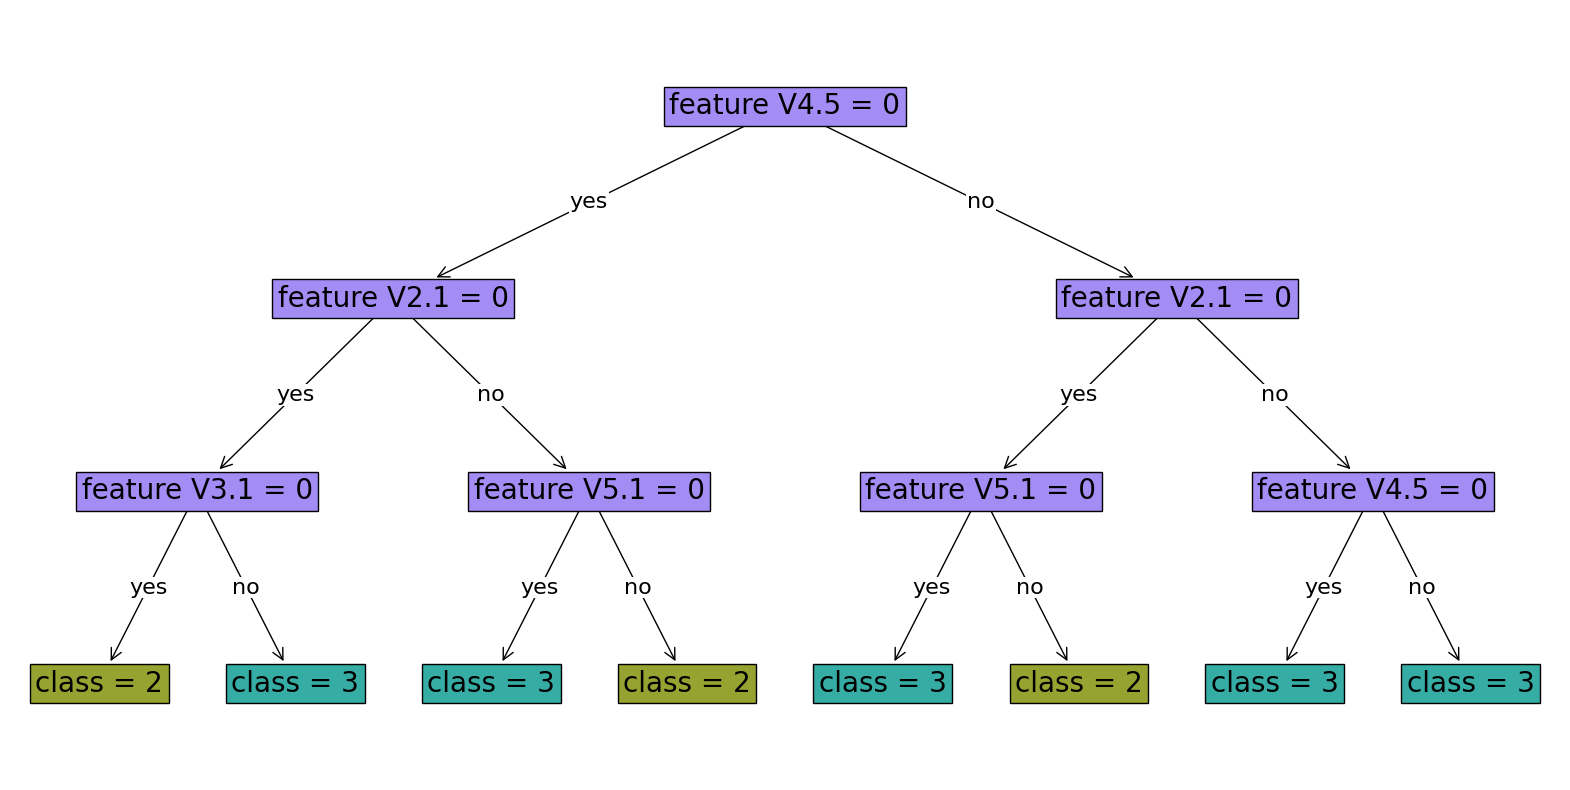 feature V4.5 = 0
yes
no
feature V2.1 = 0
feature V2.1 = 0
yes
no
yes
no
feature V3.1 = 0
feature V5.1 = 0
feature V5.1 = 0
feature V4.5 = 0
yes
no
yes
no
yes
no
yes
no
class = 2
class = 3
class = 3
class = 2
class = 3
class = 2
class = 3
class = 3